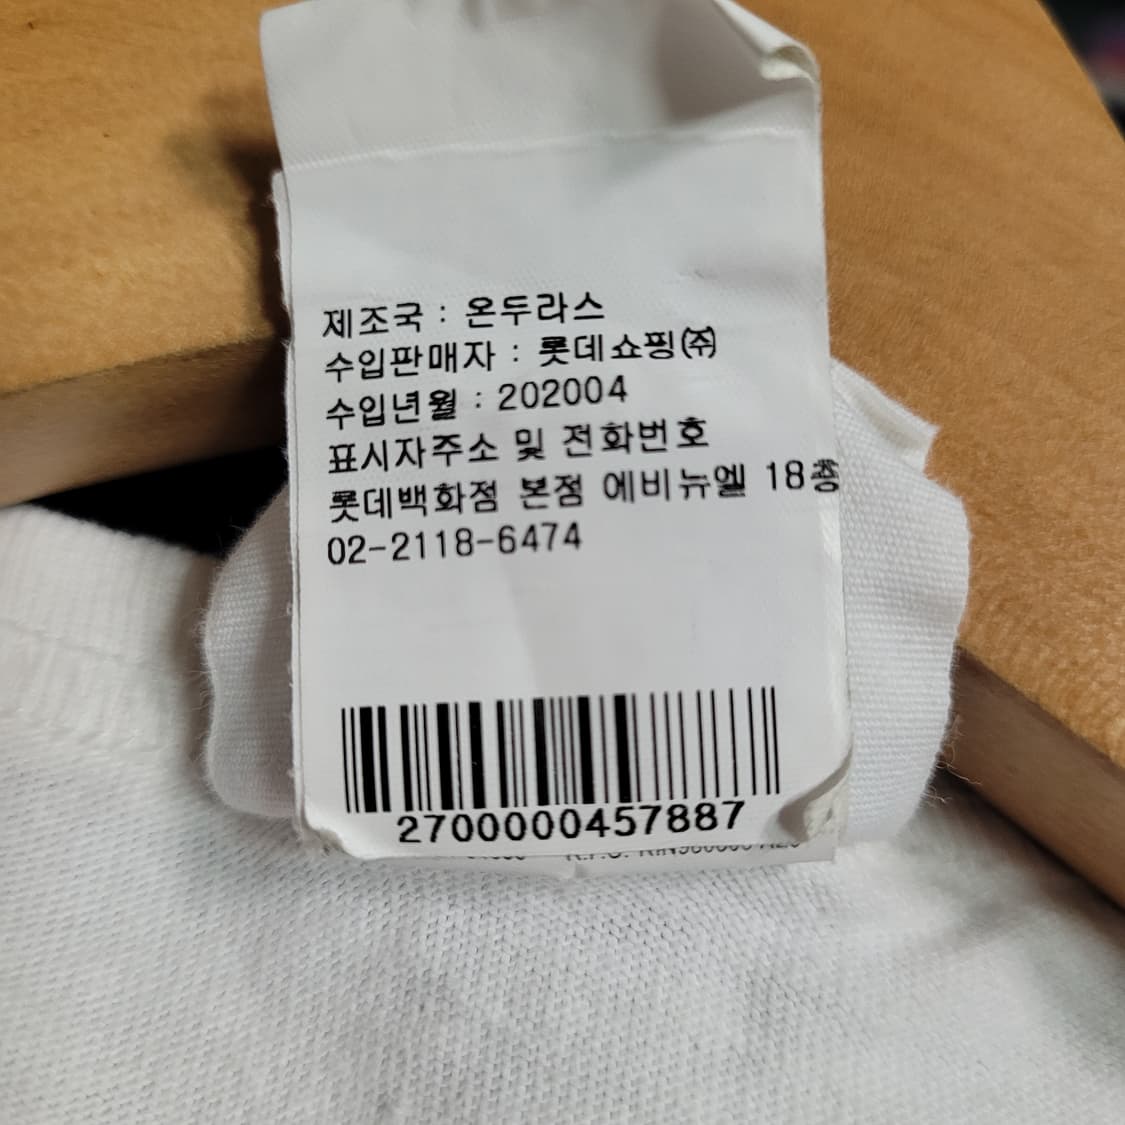 제조국 : 온두라스
수입판매자 : 롯데쇼핑㈜
수입년월 : 202004
표시자주소 및 전화번호
롯데백화점 본점 에비뉴엘 18층
02-2118-6474
2700000457887